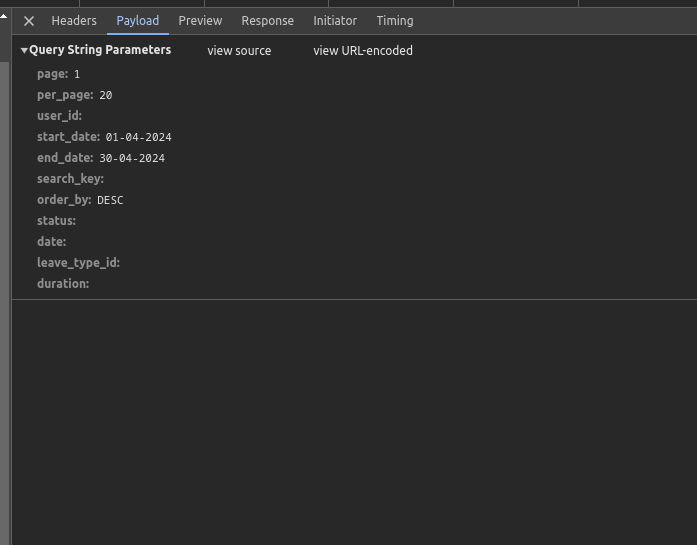 Headers Payload Preview Response Initiator Timing
Query String Parameters view source view URL-encoded
page: 1
per_page: 20
user_id:
start_date: 01-04-2024
end_date: 30-04-2024
search_key:
order_by: DESC
status:
date:
leave_type_id:
duration: